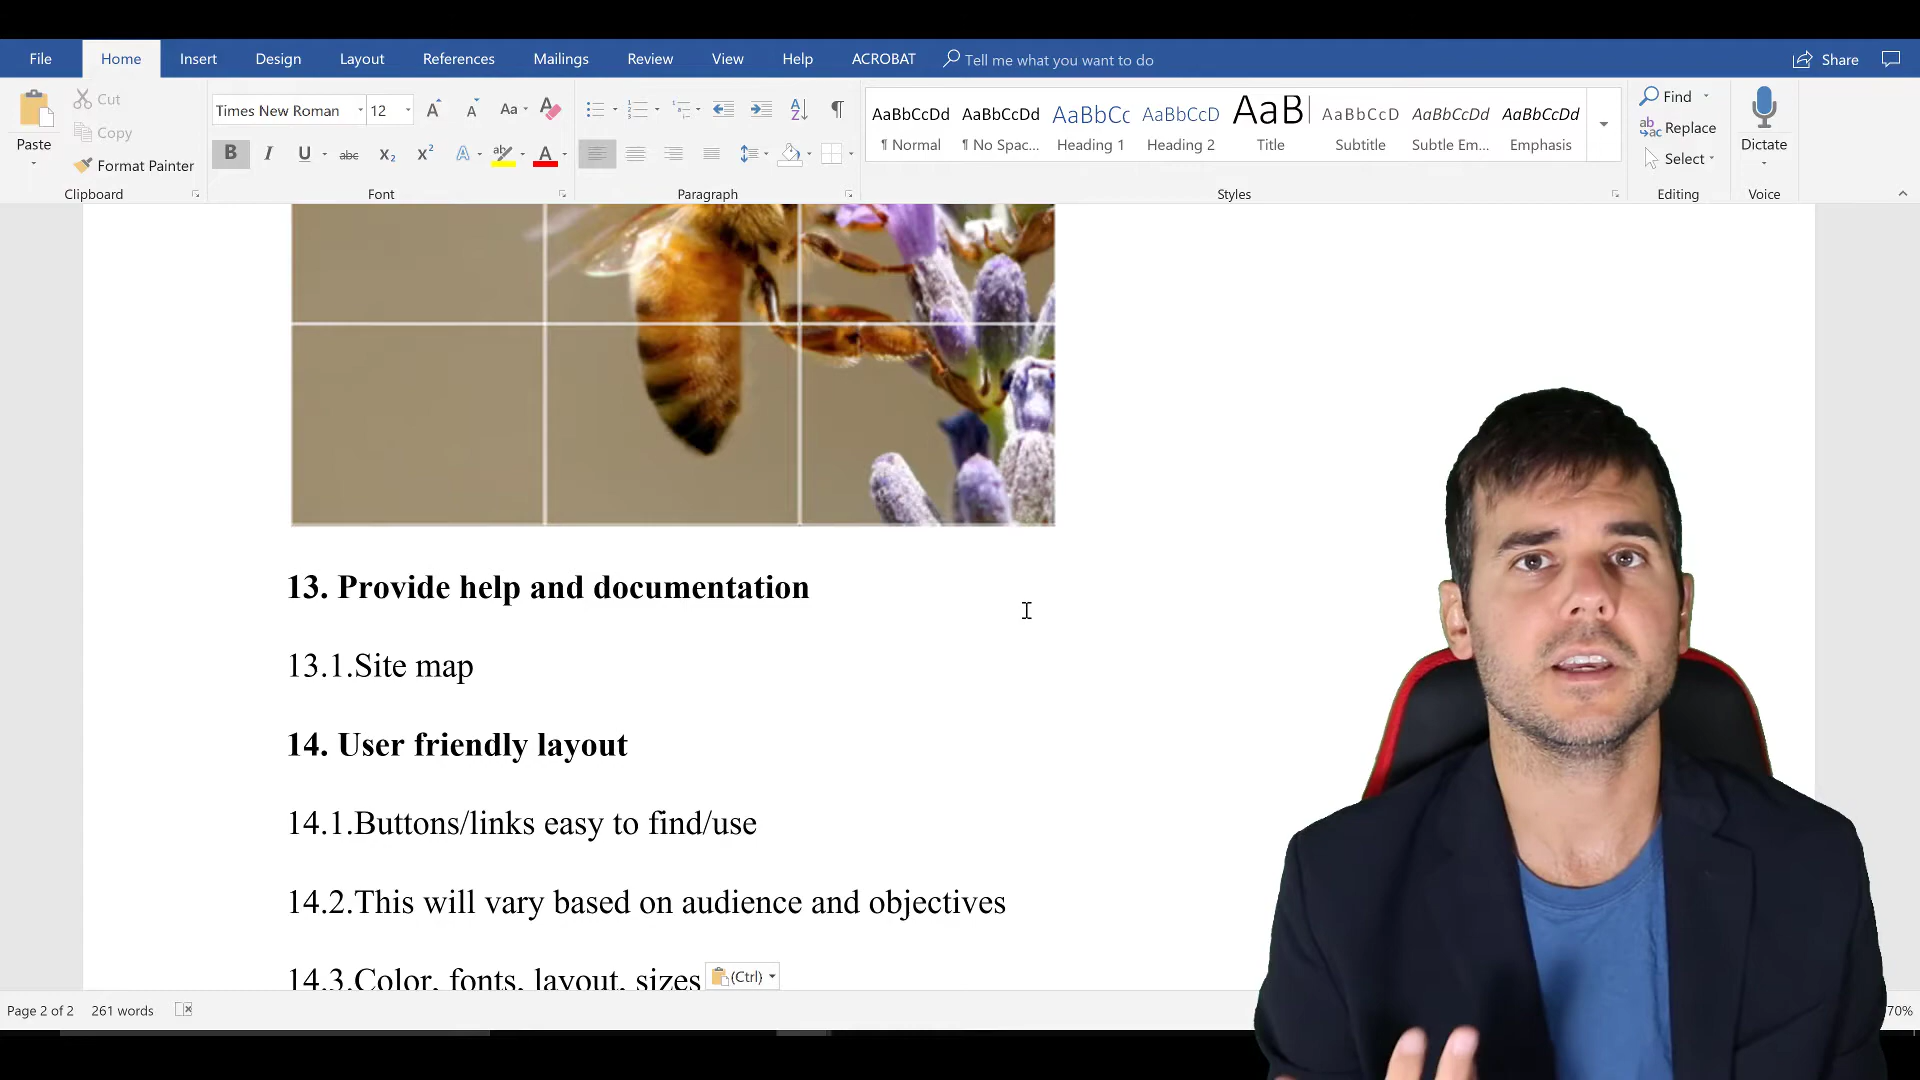 File Home Insert Design Layout References Mailings Review View Help ACROBAT Tell me what you want to do Share
Paste
Cut
Copy
Format Painter
Clipboard
Times New Roman 12
Font
Paragraph
AaBbCcDd AaBbCcDd AaBbCc AaBbCcD AaB AaBbCcD AaBbCcDd AaBbCcDd
¶ Normal ¶ No Spac... Heading 1 Heading 2 Title Subtitle Subtle Em... Emphasis
Styles
Find
Replace
Select
Editing
Dictate
Voice
13. Provide help and documentation
13.1.Site map
14. User friendly layout
14.1.Buttons/links easy to find/use
14.2.This will vary based on audience and objectives
14.3.Color, fonts, layout, sizes (Ctrl)
Page 2 of 2 261 words 70%